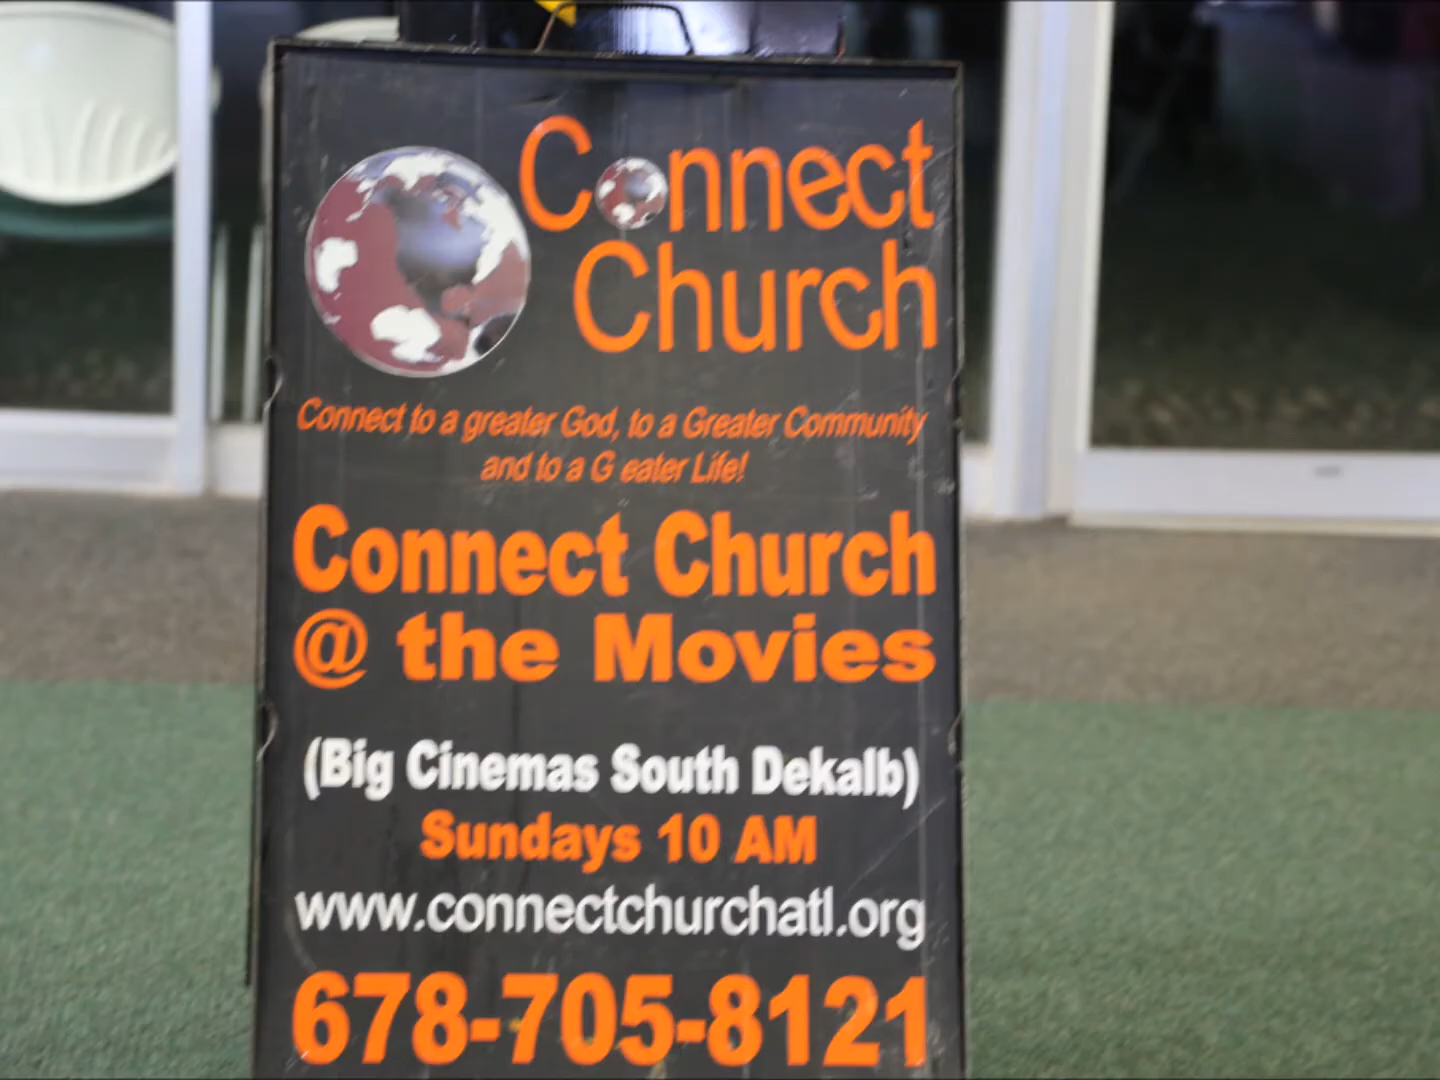 Connect
Church
Connect to a greater God, to a Greater Community
and to a G eater Life!
Connect Church
@ the Movies
(Big Cinemas South Dekalb)
Sundays 10 AM
www.connectchurchatl.org
678-705-8121